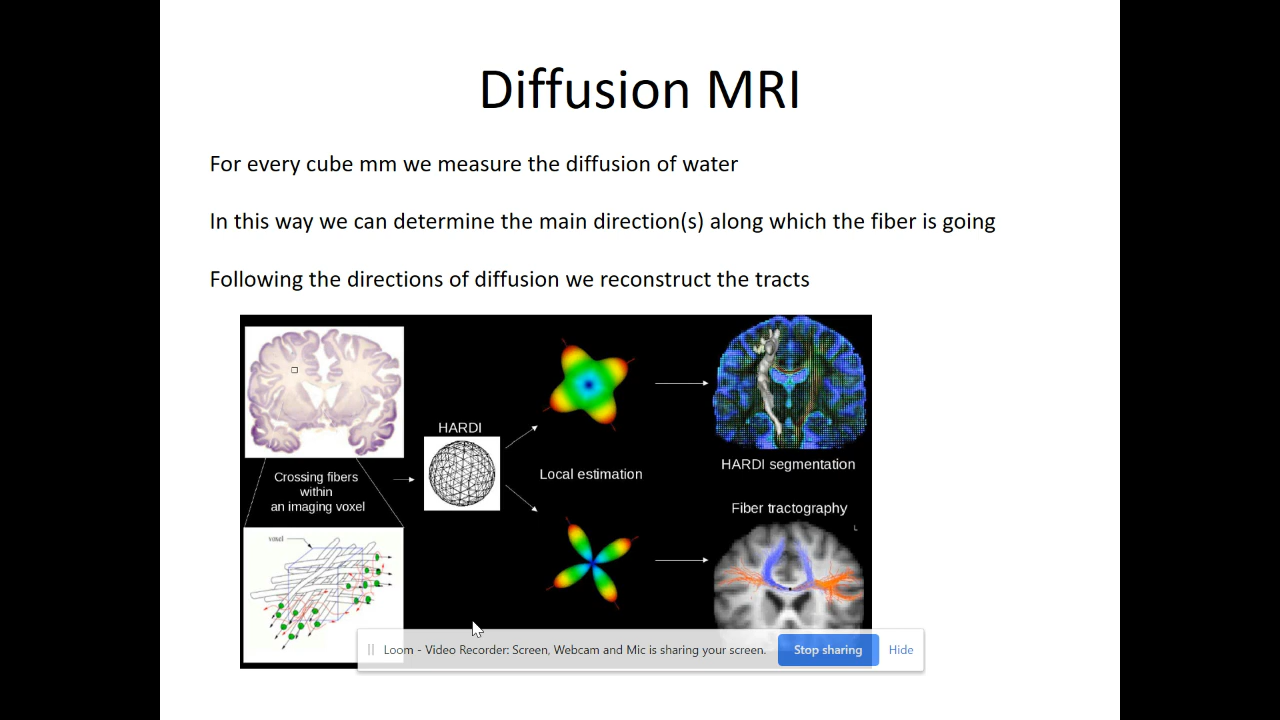 Diffusion MRI
For every cube mm we measure the diffusion of water
In this way we can determine the main direction(s) along which the fiber is going
Following the directions of diffusion we reconstruct the tracts
HARDI
Crossing fibers
within
an imaging voxel
Local estimation
HARDI segmentation
Fiber tractography
L
voxel
Loom - Video Recorder: Screen, Webcam and Mic is sharing your screen.
Stop sharing
Hide